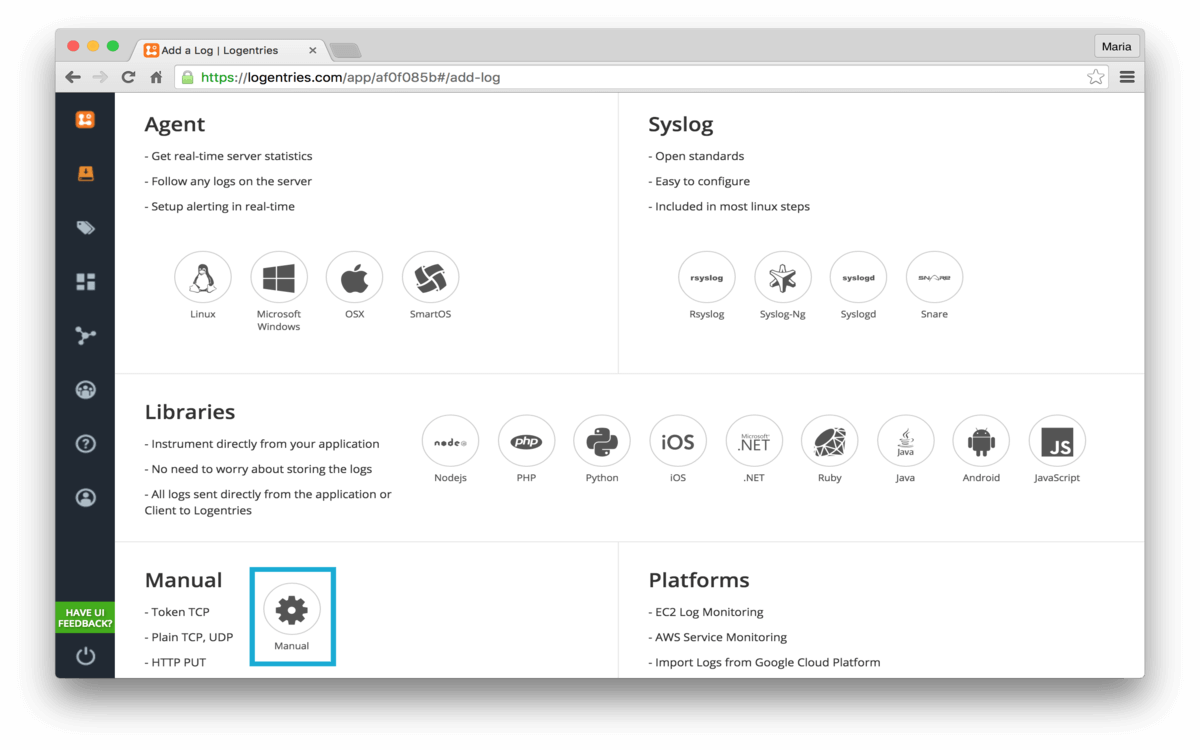 Add a Log | Logentries
Maria
https://logentries.com/app/af0f085b#/add-log
Agent
- Get real-time server statistics
- Follow any logs on the server
- Setup alerting in real-time
Linux
Microsoft
Windows
OSX
SmartOS
Syslog
- Open standards
- Easy to configure
- Included in most linux steps
rsyslog
syslogd
SNARE
Rsyslog
Syslog-Ng
Syslogd
Snare
Libraries
- Instrument directly from your application
- No need to worry about storing the logs
- All logs sent directly from the application or
Client to Logentries
node
php
iOS
Microsoft
.NET
Java
JS
Nodejs
PHP
Python
iOS
.NET
Ruby
Java
Android
JavaScript
Manual
- Token TCP
- Plain TCP, UDP
- HTTP PUT
Manual
Platforms
- EC2 Log Monitoring
- AWS Service Monitoring
- Import Logs from Google Cloud Platform
HAVE UI
FEEDBACK?